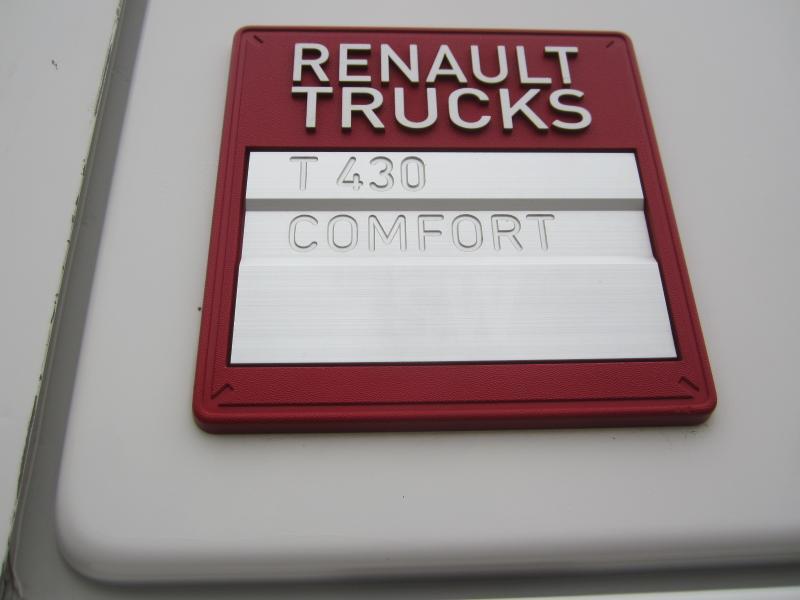 RENAULT
TRUCKS
T 430
COMFORT